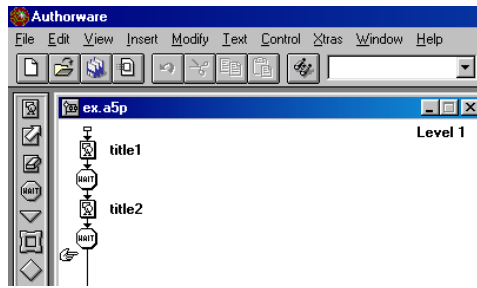 Authorware
File Edit View Insert Modify Text Control Xtras Window Help
ex.a5p
Level 1
title1
WAIT
title2
WAIT
WAIT